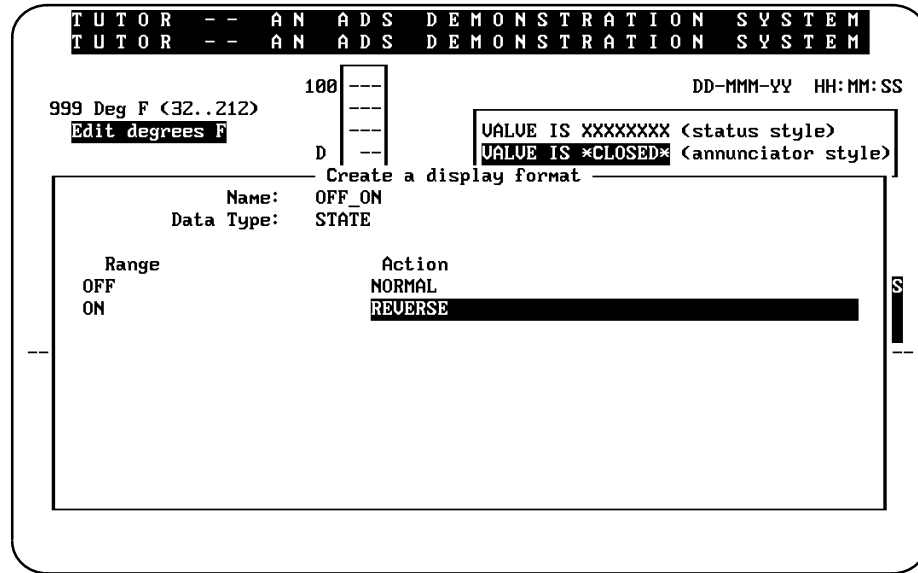 T U T O R -- A N A D S D E M O N S T R A T I O N S Y S T E M
T U T O R -- A N A D S D E M O N S T R A T I O N S Y S T E M
100 --- DD-MMM-YY HH:MM:SS
999 Deg F (32..212) ---
Edit degrees F --- VALUE IS XXXXXXXX (status style)
D -- VALUE IS *CLOSED* (annunciator style)
Create a display format
Name: OFF_ON
Data Type: STATE
Range Action
OFF NORMAL S
ON REVERSE
-- --